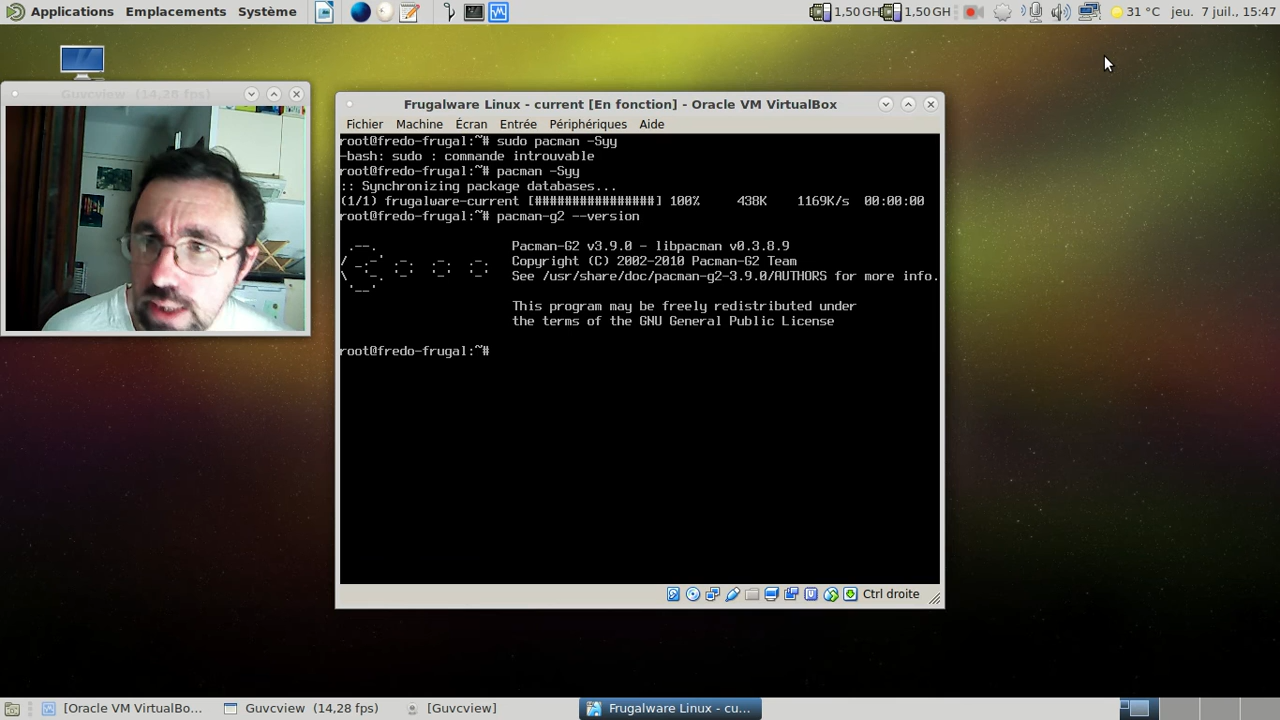 Applications Emplacements Système 1,50 GH 1,50 GH 31 °C jeu. 7 juil., 15:47
Guvcview (14,28 fps)
Frugalware Linux - current [En fonction] - Oracle VM VirtualBox
Fichier Machine Écran Entrée Périphériques Aide
root@fredo-frugal:~# sudo pacman -Syy
-bash: sudo : commande introuvable
root@fredo-frugal:~# pacman -Syy
:: Synchronizing package databases...
(1/1) frugalware-current [################] 100% 438K 1169K/s 00:00:00
root@fredo-frugal:~# pacman-g2 --version
Pacman-G2 v3.9.0 - libpacman v0.3.8.9
Copyright (C) 2002-2010 Pacman-G2 Team
See /usr/share/doc/pacman-g2-3.9.0/AUTHORS for more info.
This program may be freely redistributed under
the terms of the GNU General Public License
root@fredo-frugal:~#
Ctrl droite
[Oracle VM VirtualBo... Guvcview (14,28 fps) [Guvcview] Frugalware Linux - cu...